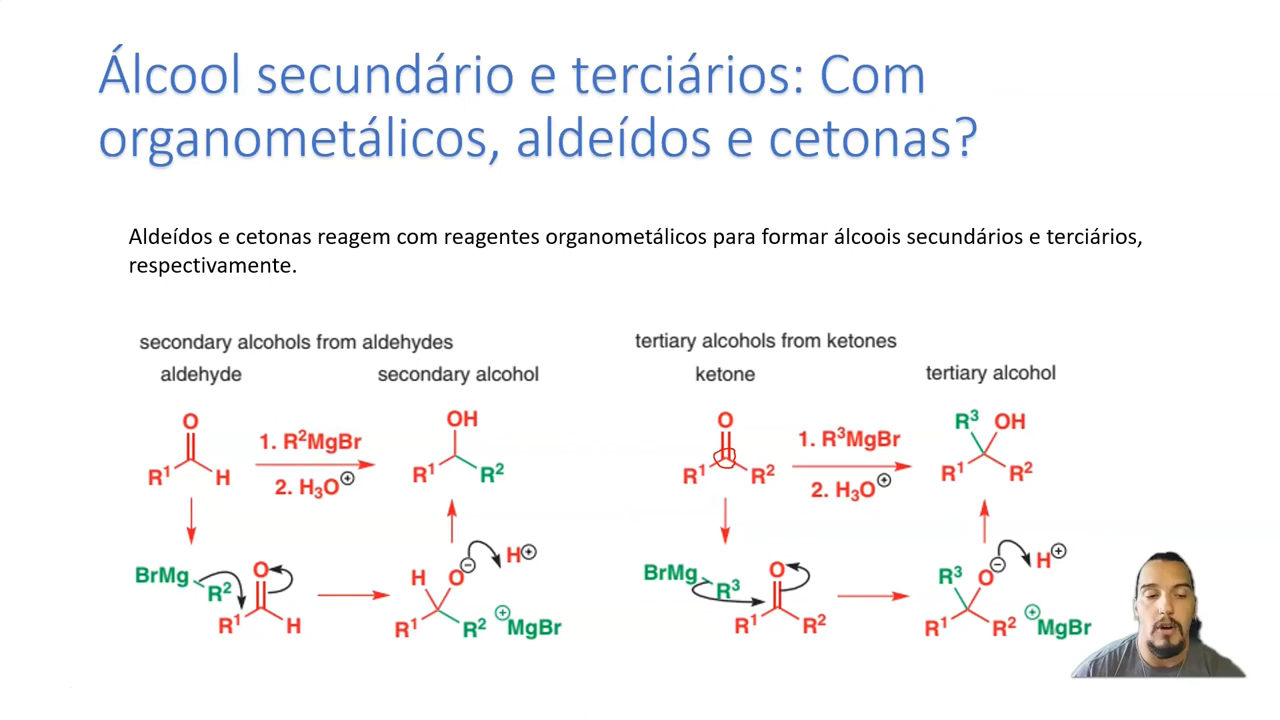 Álcool secundário e terciários: Com
organometálicos, aldeídos e cetonas?
Aldeídos e cetonas reagem com reagentes organometálicos para formar álcoois secundários e terciários,
respectivamente.
secondary alcohols from aldehydes
aldehyde
secondary alcohol
O
R¹
H
1. R²MgBr
2. H₃O⊕
OH
R¹
R²
BrMg
R²
O
R¹
H
H
O
⊖
H⊕
R¹
R²
⊕
MgBr
tertiary alcohols from ketones
ketone
tertiary alcohol
O
R¹
R²
1. R³MgBr
2. H₃O⊕
R³
OH
R¹
R²
BrMg
R³
O
R¹
R²
R³
O
⊖
H⊕
R¹
R²
⊕
MgBr